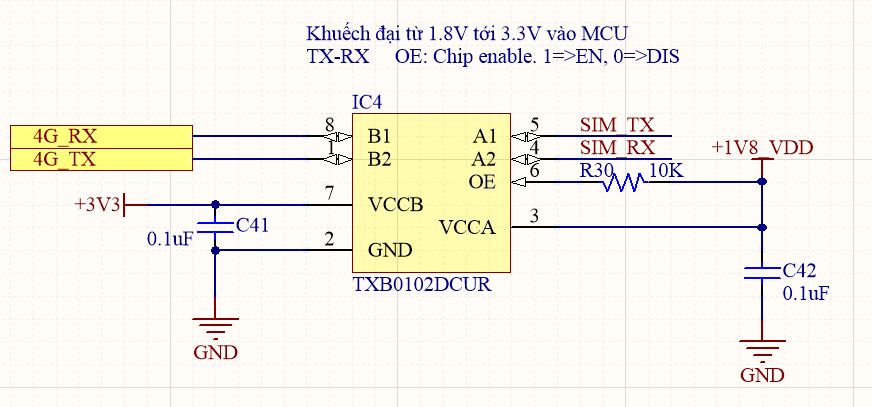 Khuếch đại từ 1.8V tới 3.3V vào MCU
TX-RX OE: Chip enable. 1=>EN, 0=>DIS
IC4
4G_RX 8 B1 A1 5 SIM_TX
4G_TX 1 B2 A2 4 SIM_RX +1V8_VDD
OE 6 R30 10K
+3V3 7 VCCB
C41 VCCA 3
0.1uF 2 GND
TXB0102DCUR
C42
0.1uF
GND
GND